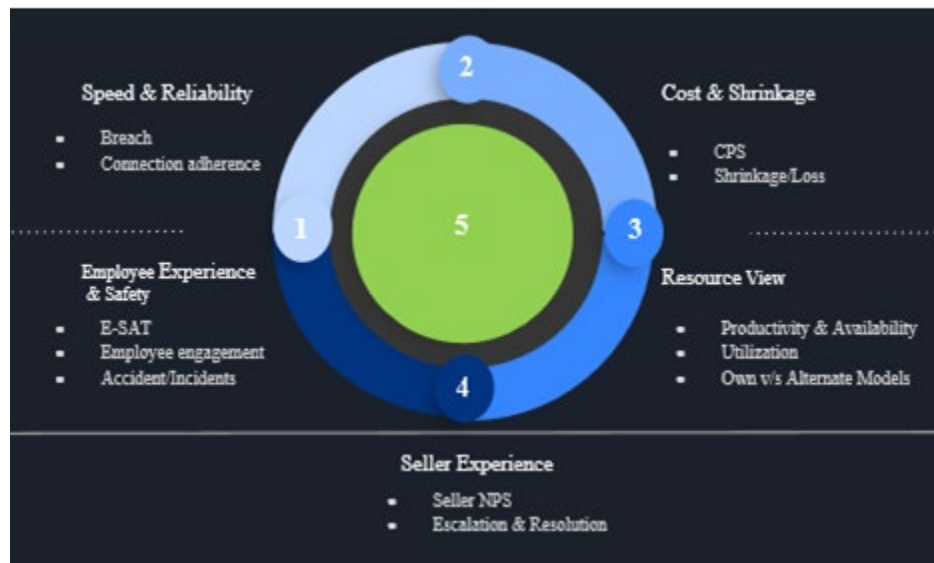 2
Speed & Reliability
Breach
Connection adherence
Cost & Shrinkage
CPS
Shrinkage/Loss
1
5
3
Employee Experience
& Safety
E-SAT
Employee engagement
Accident/Incidents
Resource View
Productivity & Availability
Utilization
Own v/s Alternate Models
4
Seller Experience
Seller NPS
Escalation & Resolution